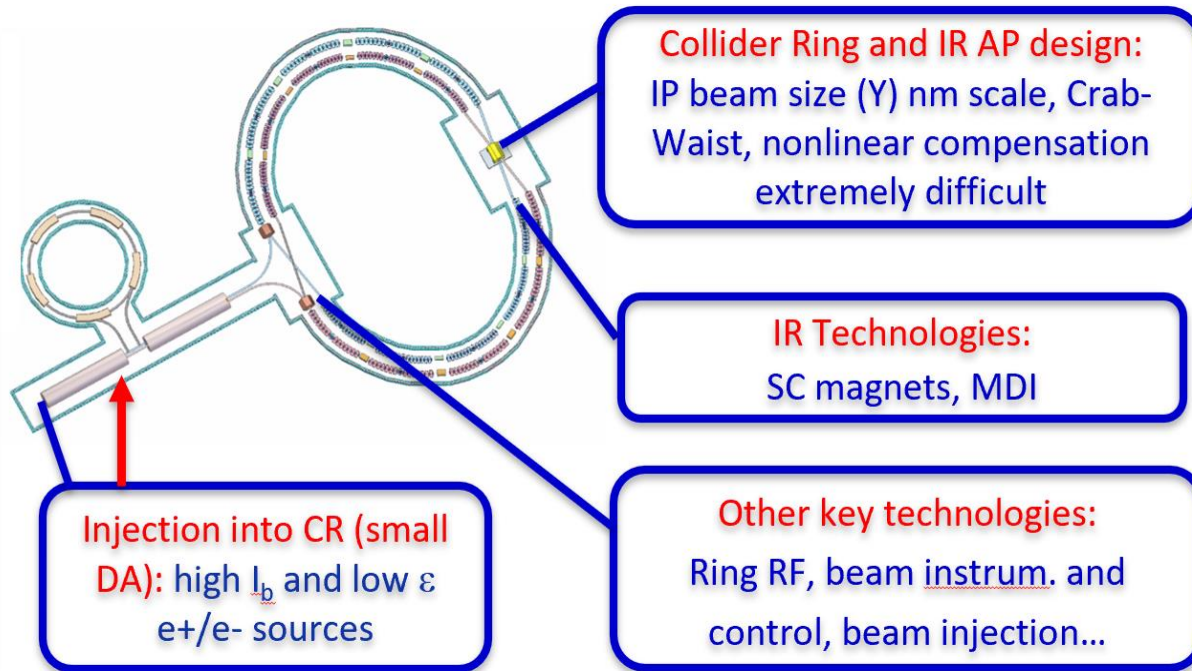 Collider Ring and IR AP design:
IP beam size (Y) nm scale, Crab-
Waist, nonlinear compensation
extremely difficult
IR Technologies:
SC magnets, MDI
Injection into CR (small
DA): high I_b and low ε
e+/e- sources
Other key technologies:
Ring RF, beam instrum. and
control, beam injection...